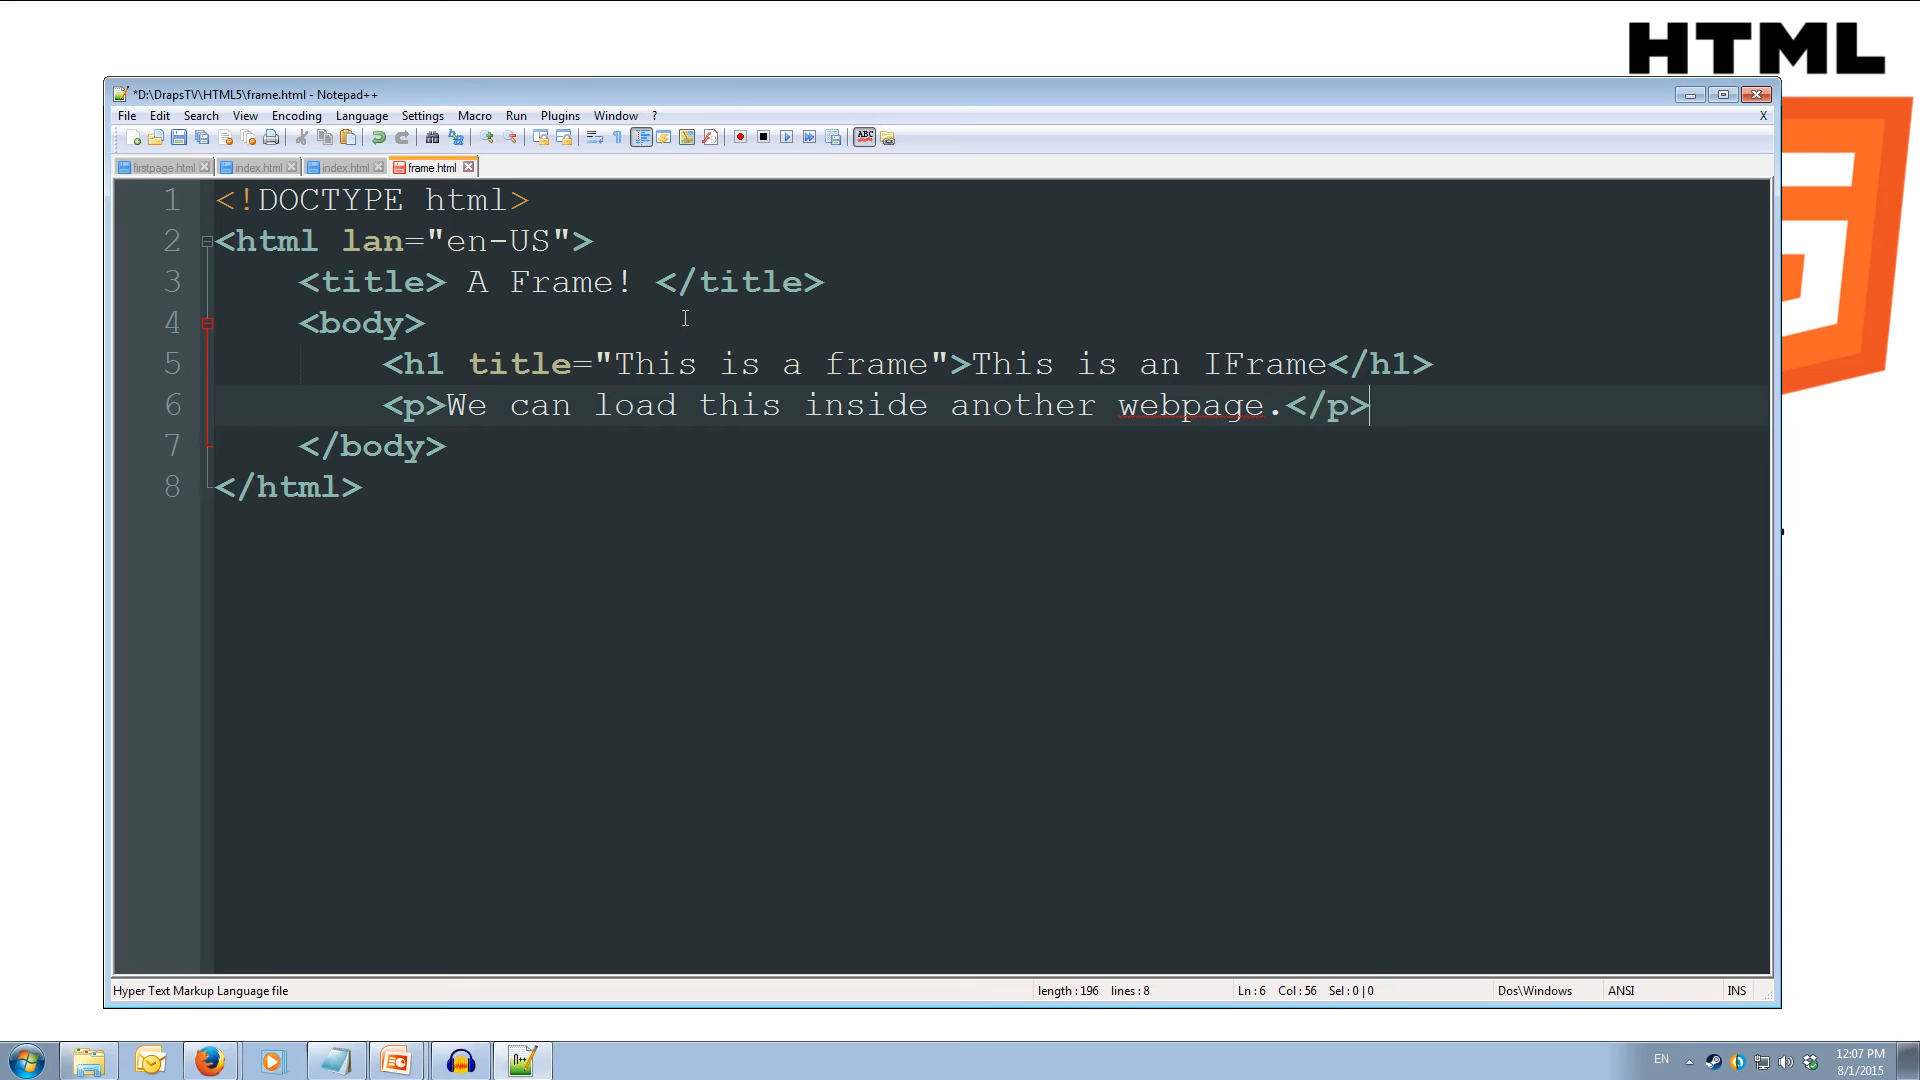 HTML
*D:\DrapsTV\HTML5\frame.html - Notepad++
File Edit Search View Encoding Language Settings Macro Run Plugins Window ? X
ABC
firstpage.html index.html index.html frame.html
1 <!DOCTYPE html>
2 <html lan="en-US">
3 <title> A Frame! </title>
4 <body>
5 <h1 title="This is a frame">This is an IFrame</h1>
6 <p>We can load this inside another webpage.</p>
7 </body>
8 </html>
Hyper Text Markup Language file length : 196 lines : 8 Ln : 6 Col : 56 Sel : 0 | 0 Dos\Windows ANSI INS
EN 12:07 PM
8/1/2015